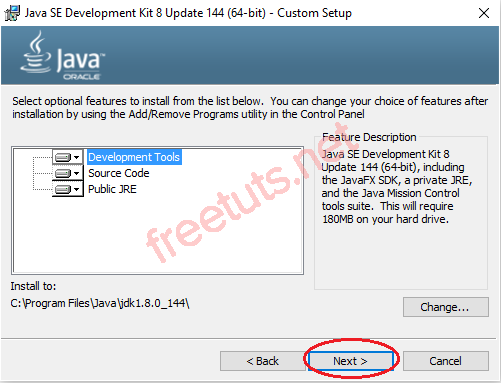 Java SE Development Kit 8 Update 144 (64-bit) - Custom Setup
Java
ORACLE
Select optional features to install from the list below. You can change your choice of features after
installation by using the Add/Remove Programs utility in the Control Panel
Development Tools
Source Code
Public JRE
Feature Description
Java SE Development Kit 8
Update 144 (64-bit), including
the JavaFX SDK, a private JRE,
and the Java Mission Control
tools suite. This will require
180MB on your hard drive.
freetuts.net
Install to:
C:\Program Files\Java\jdk1.8.0_144\
Change...
< Back
Next >
Cancel